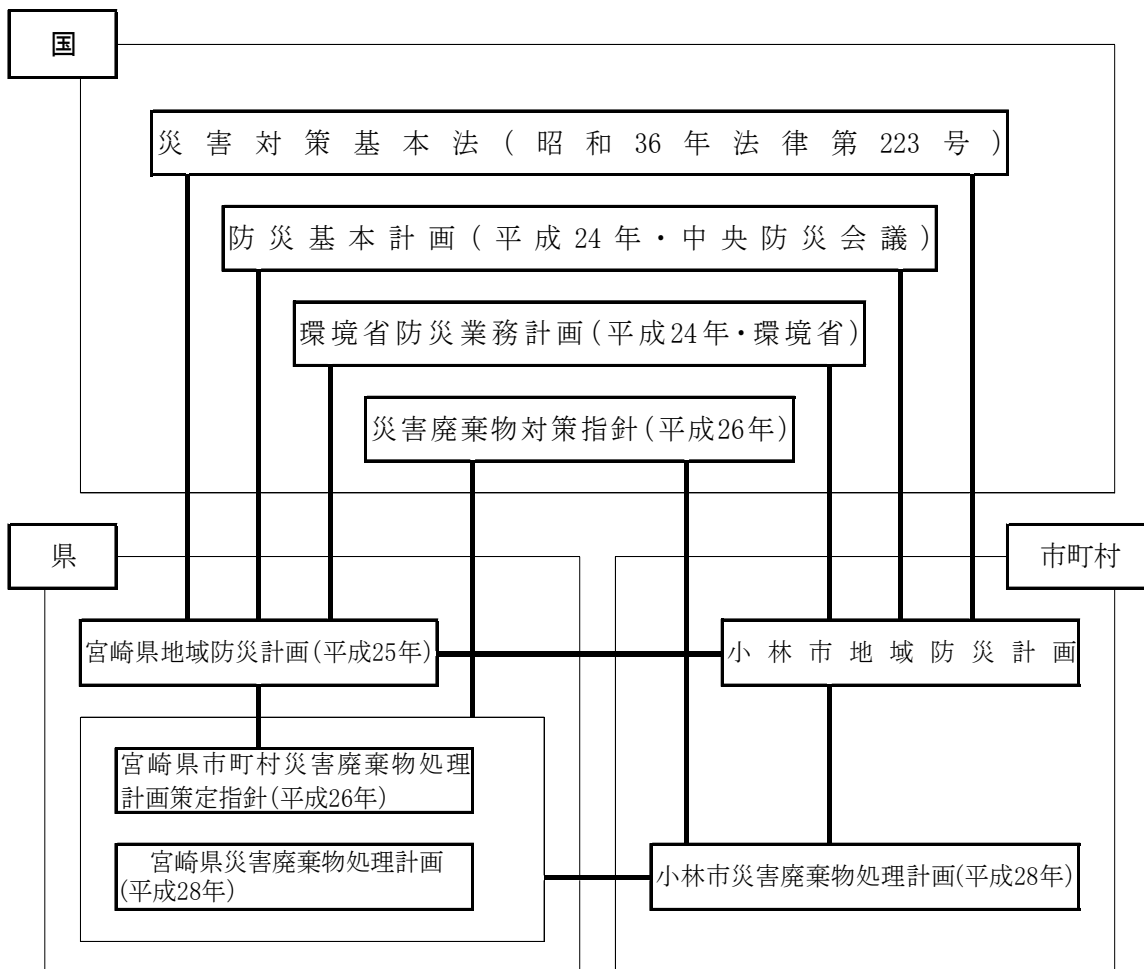 国
災害対策基本法(昭和36年法律第223号)
防災基本計画(平成24年・中央防災会議)
環境省防災業務計画(平成24年・環境省)
災害廃棄物対策指針(平成26年)
県
市町村
宮崎県地域防災計画(平成25年)
小林市地域防災計画
宮崎県市町村災害廃棄物処理
計画策定指針(平成26年)
宮崎県災害廃棄物処理計画
(平成28年)
小林市災害廃棄物処理計画(平成28年)